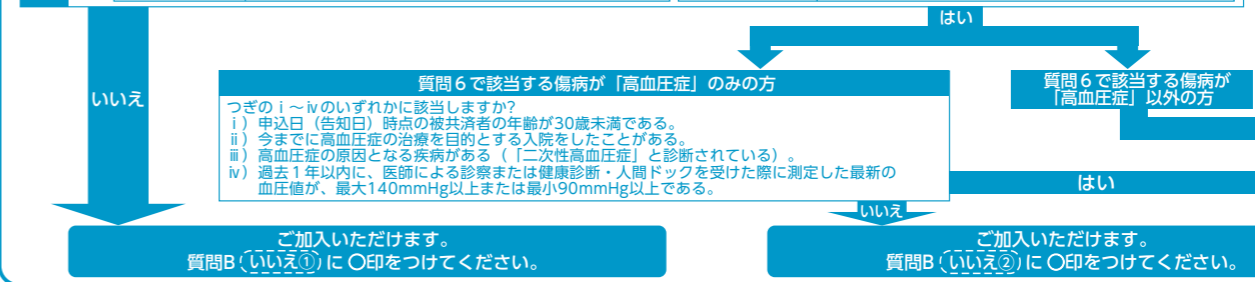 はい
いいえ
質問6で該当する傷病が「高血圧症」のみの方
つぎのⅰ～ⅳのいずれかに該当しますか?
ⅰ）申込日（告知日）時点の被共済者の年齢が30歳未満である。
ⅱ）今までに高血圧症の治療を目的とする入院をしたことがある。
ⅲ）高血圧症の原因となる疾病がある（「二次性高血圧症」と診断されている）。
ⅳ）過去1年以内に、医師による診察または健康診断・人間ドックを受けた際に測定した最新の
血圧値が、最大140mmHg以上または最小90mmHg以上である。
質問6で該当する傷病が
「高血圧症」以外の方
はい
いいえ
ご加入いただけます。
質問B（いいえ①）に〇印をつけてください。
ご加入いただけます。
質問B（いいえ②）に〇印をつけてください。